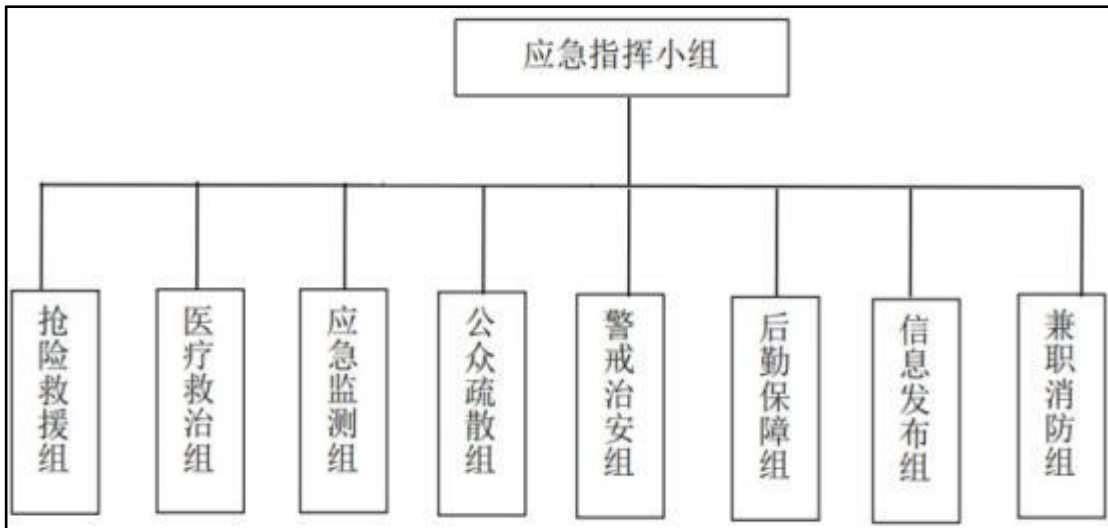 应急指挥小组
抢险救援组
医疗救治组
应急监测组
公众疏散组
警戒治安组
后勤保障组
信息发布组
兼职消防组